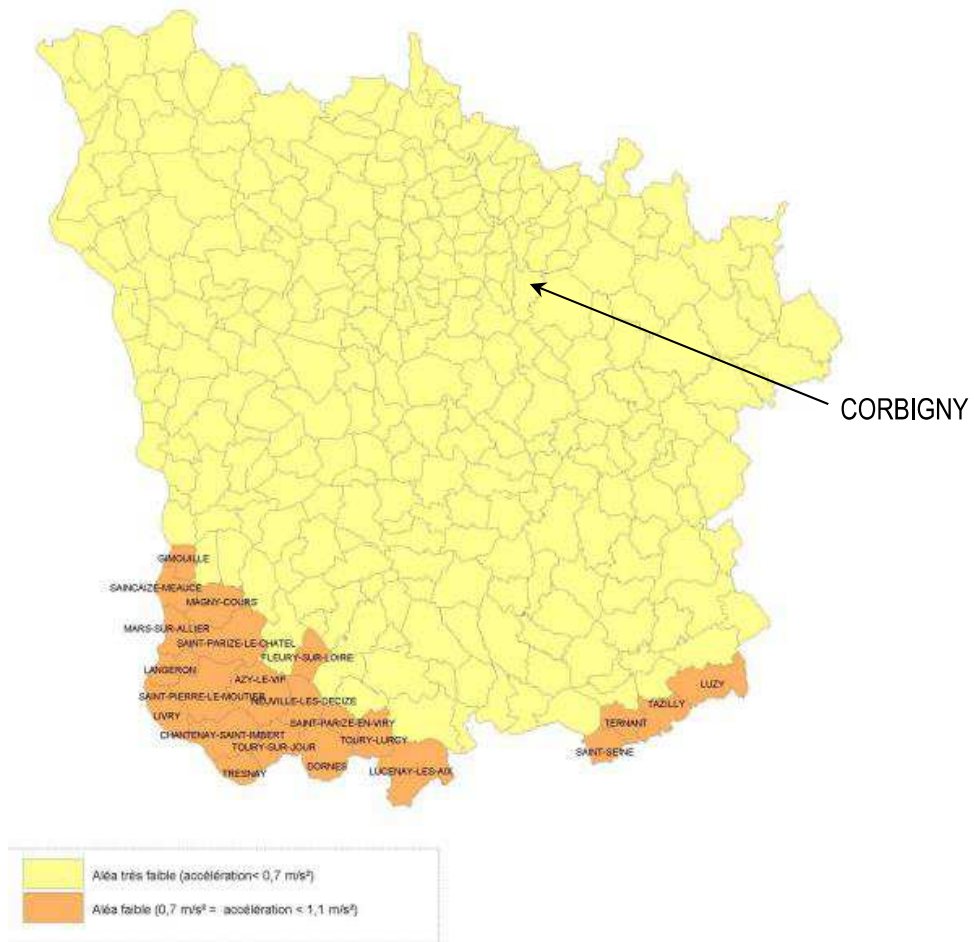 CORBIGNY
GIMOUILLE
SAINCAIZE-MEAUCE
MAGNY-COURS
MARS-SUR-ALLIER
SAINT-PARIZE-LE-CHATEL
FLEURY-SUR-LOIRE
LANGERON
AZY-LE-VIF
LUZY
SAINT-PIERRE-LE-MOUTIER
NEUVILLE-LES-DECIZE
TAZILLY
LIVRY
SAINT-PARIZE-EN-VIRY
TERNANT
CHANTENAY-SAINT-IMBERT
TOURY-LURCY
TOURY-SUR-JOUR
SAINT-SEINE
TRESNAY
DORNES
LUCENAY-LES-AIX
Aléa très faible (accélération< 0,7 m/s²)
Aléa faible (0,7 m/s² = accélération < 1,1 m/s²)